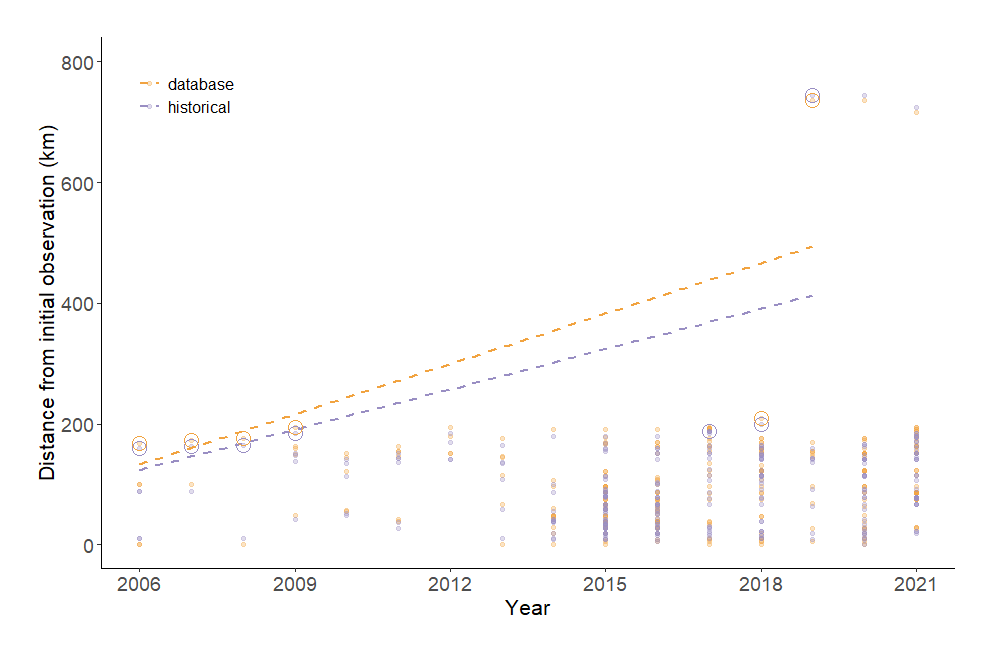 800
600
400
200
0
Distance from initial observation (km)
database
historical
2006 2009 2012 2015 2018 2021
Year